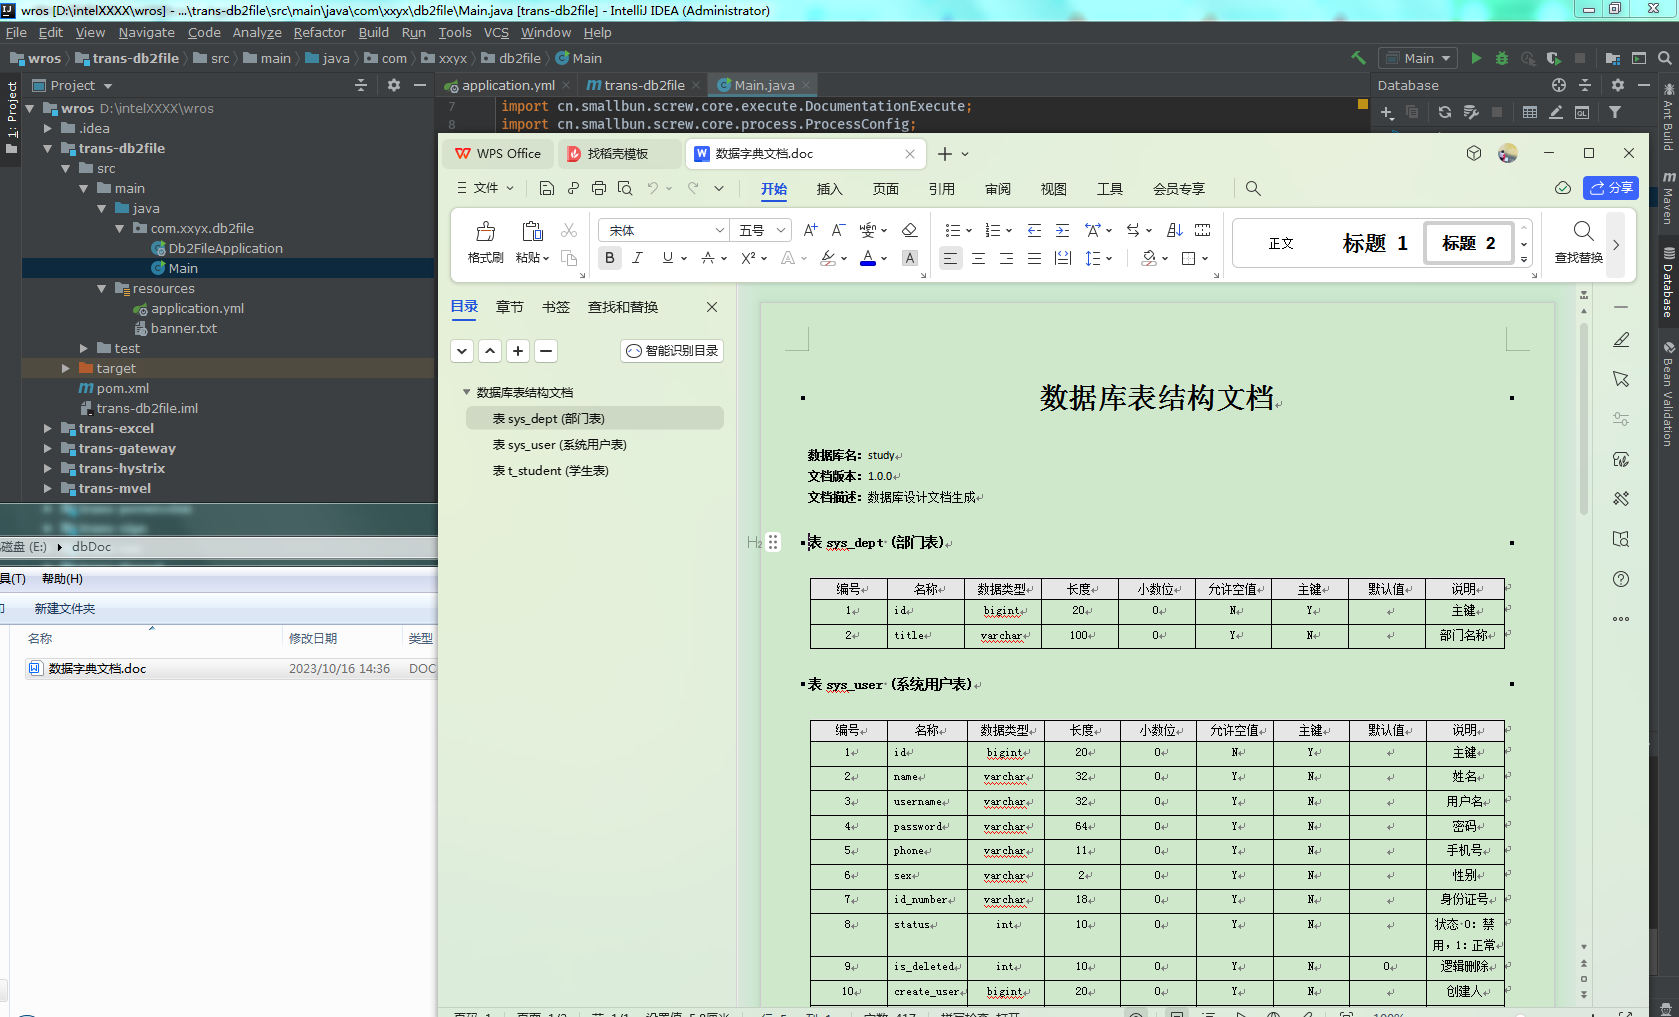 wros [D:\intelXXXX\wros] - ...\trans-db2file\src\main\java\com\xxyx\db2file\Main.java [trans-db2file] - IntelliJ IDEA (Administrator)
File Edit View Navigate Code Analyze Refactor Build Run Tools VCS Window Help
wros trans-db2file src main java com xxyx db2file Main
Main
Project
application.yml
trans-db2file
Main.java
Database
1: Project
wros D:\intelXXXX\wros
.idea
trans-db2file
src
main
java
com.xxyx.db2file
Db2FileApplication
Main
resources
application.yml
banner.txt
test
target
pom.xml
trans-db2file.iml
trans-excel
trans-gateway
trans-hystrix
trans-mvel
7 import cn.smallbun.screw.core.execute.DocumentationExecute;
8 import cn.smallbun.screw.core.process.ProcessConfig;
Ant Build
Maven
Database
Bean Validation
磁盘 (E:) dbDoc
具(T) 帮助(H)
新建文件夹
名称 修改日期 类型
数据字典文档.doc 2023/10/16 14:36 DOC
WPS Office
找稻壳模板
数据字典文档.doc
文件
开始 插入 页面 引用 审阅 视图 工具 会员专享
分享
格式刷
粘贴
宋体 五号
B I U A X² A A A
正文 标题 1 标题 2
查找替换
目录 章节 书签 查找和替换
智能识别目录
数据库表结构文档
表 sys_dept (部门表)
表 sys_user (系统用户表)
表 t_student (学生表)
数据库表结构文档
数据库名：study
文档版本：1.0.0
文档描述：数据库设计文档生成
H2
表 sys_dept (部门表)
编号 名称 数据类型 长度 小数位 允许空值 主键 默认值 说明
1 id bigint 20 0 N Y 主键
2 title varchar 100 0 Y N 部门名称
表 sys_user (系统用户表)
编号 名称 数据类型 长度 小数位 允许空值 主键 默认值 说明
1 id bigint 20 0 N Y 主键
2 name varchar 32 0 Y N 姓名
3 username varchar 32 0 Y N 用户名
4 password varchar 64 0 Y N 密码
5 phone varchar 11 0 Y N 手机号
6 sex varchar 2 0 Y N 性别
7 id_number varchar 18 0 Y N 身份证号
8 status int 10 0 Y N 状态 0：禁
用，1：正常
9 is_deleted int 10 0 Y N 0 逻辑删除
10 create_user bigint 20 0 Y N 创建人